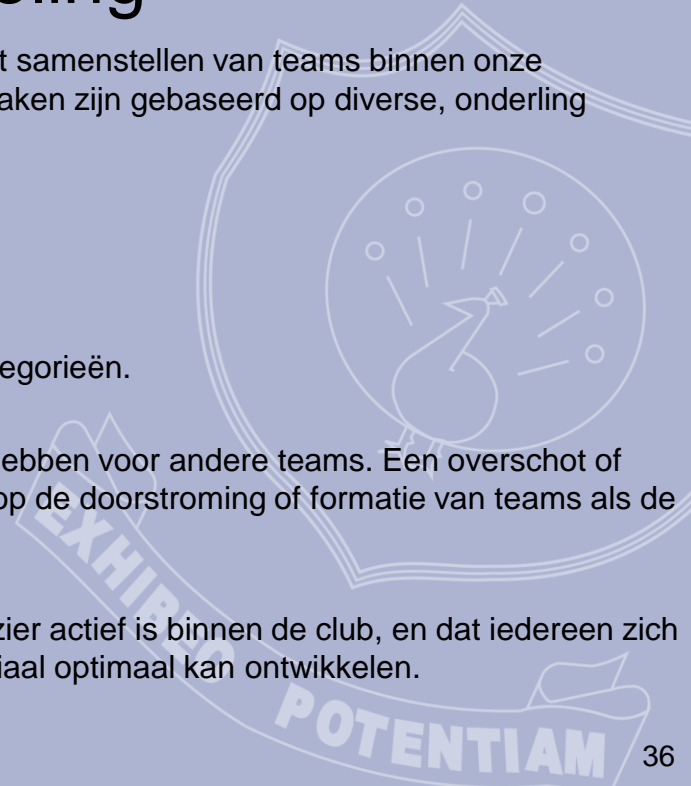 t samenstellen van teams binnen onze
aken zijn gebaseerd op diverse, onderling
egorieën.
ebben voor andere teams. Een overschot of
op de doorstroming of formatie van teams als de
zier actief is binnen de club, en dat iedereen zich
iaal optimaal kan ontwikkelen.
EXHIBEO POTENTIAM
36